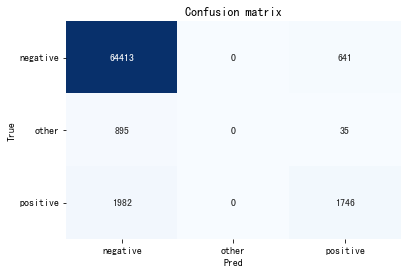 Confusion matrix
True
negative 64413 0 641
other 895 0 35
positive 1982 0 1746
negative other positive
Pred